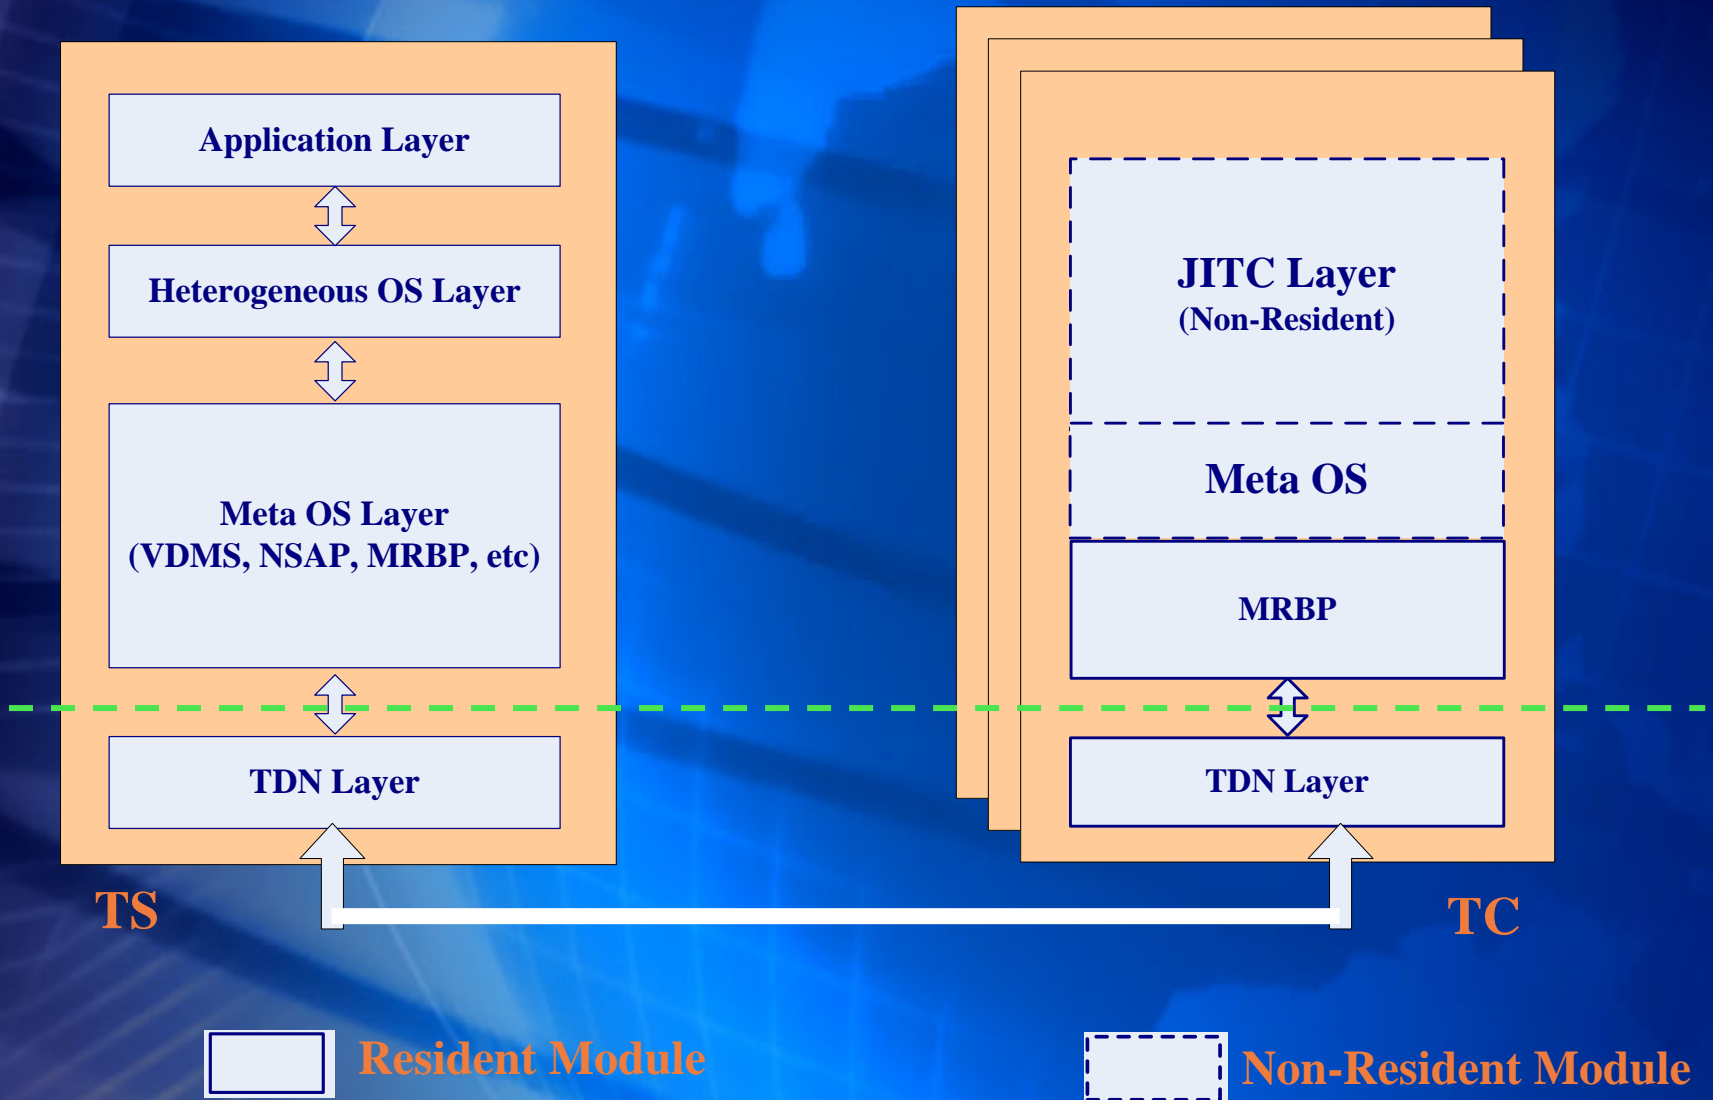 Application Layer
Heterogeneous OS Layer
Meta OS Layer
(VDMS, NSAP, MRBP, etc)
TDN Layer
TS
JITC Layer
(Non-Resident)
Meta OS
MRBP
TDN Layer
TC
Resident Module
Non-Resident Module